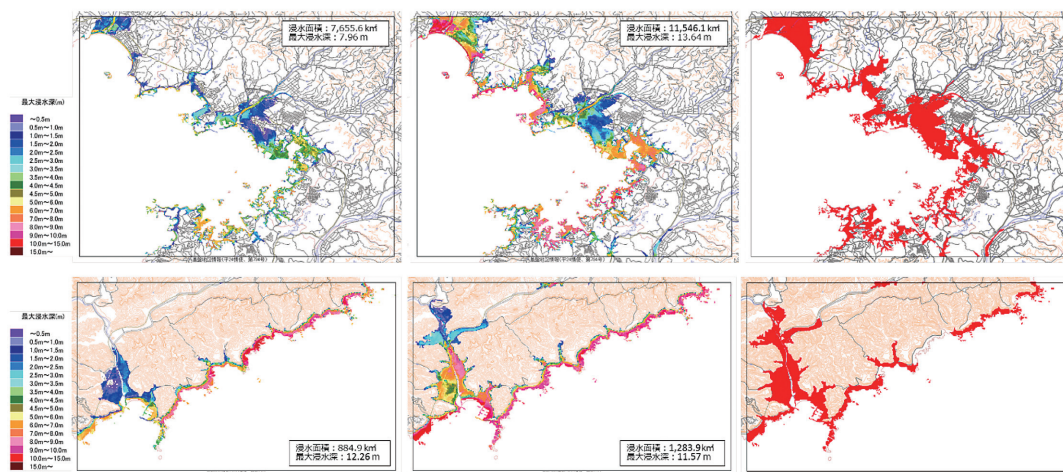 浸水面積：7,655.6 k㎡
最大浸水深：7.96 m
浸水面積：11,546.1 k㎡
最大浸水深：13.64 m
最大浸水深(m)
～0.5m
0.5m～1.0m
1.0m～1.5m
1.5m～2.0m
2.0m～2.5m
2.5m～3.0m
3.0m～3.5m
3.5m～4.0m
4.0m～4.5m
4.5m～5.0m
5.0m～6.0m
6.0m～7.0m
7.0m～8.0m
8.0m～9.0m
9.0m～10.0m
10.0m～15.0m
15.0m～
最大浸水深(m)
～0.5m
0.5m～1.0m
1.0m～1.5m
1.5m～2.0m
2.0m～2.5m
2.5m～3.0m
3.0m～3.5m
3.5m～4.0m
4.0m～4.5m
4.5m～5.0m
5.0m～6.0m
6.0m～7.0m
7.0m～8.0m
8.0m～9.0m
9.0m～10.0m
10.0m～15.0m
15.0m～
浸水面積：884.9 k㎡
最大浸水深：12.26 m
浸水面積：1,283.9 k㎡
最大浸水深：11.57 m